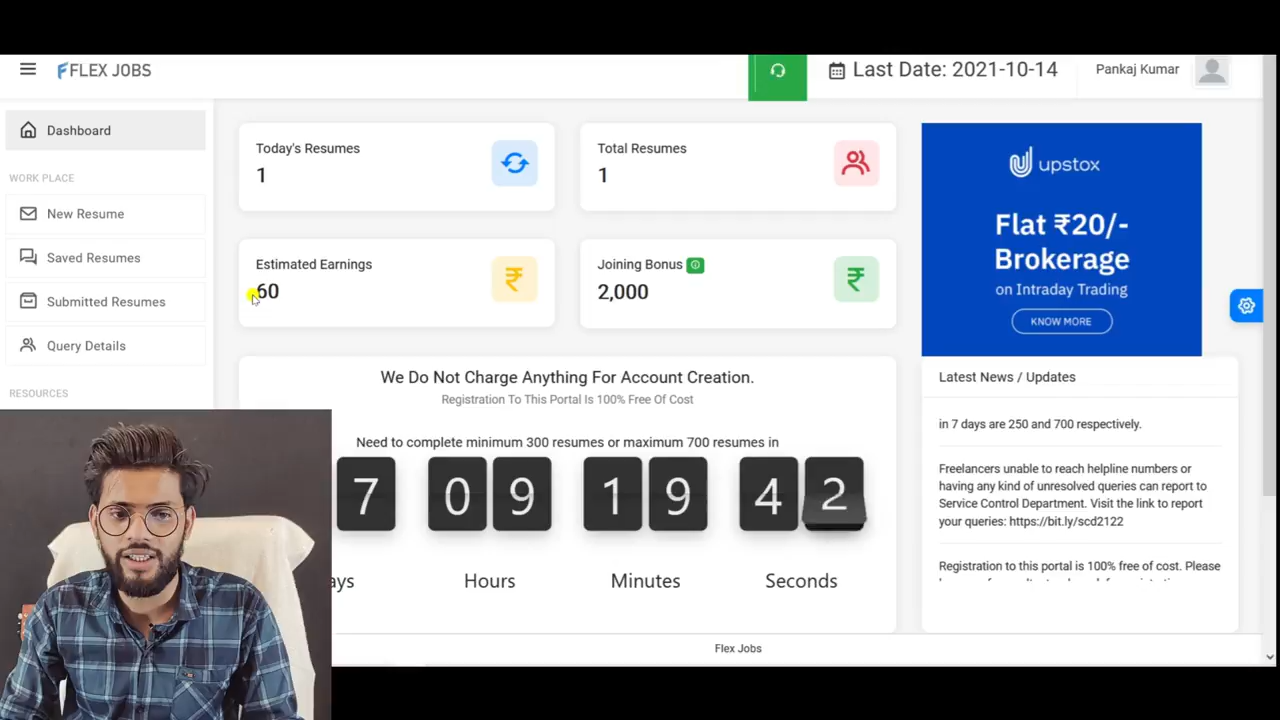 FLEX JOBS
Last Date: 2021-10-14
Pankaj Kumar
Dashboard
WORK PLACE
New Resume
Saved Resumes
Submitted Resumes
Query Details
RESOURCES
Today's Resumes
1
Total Resumes
1
Estimated Earnings
60
Joining Bonus
2,000
We Do Not Charge Anything For Account Creation.
Registration To This Portal Is 100% Free Of Cost
Need to complete minimum 300 resumes or maximum 700 resumes in
7 09 19 42
ays Hours Minutes Seconds
upstox
Flat ₹20/-
Brokerage
on Intraday Trading
KNOW MORE
Latest News / Updates
in 7 days are 250 and 700 respectively.
Freelancers unable to reach helpline numbers or
having any kind of unresolved queries can report to
Service Control Department. Visit the link to report
your queries: https://bit.ly/scd2122
Registration to this portal is 100% free of cost. Please
Flex Jobs